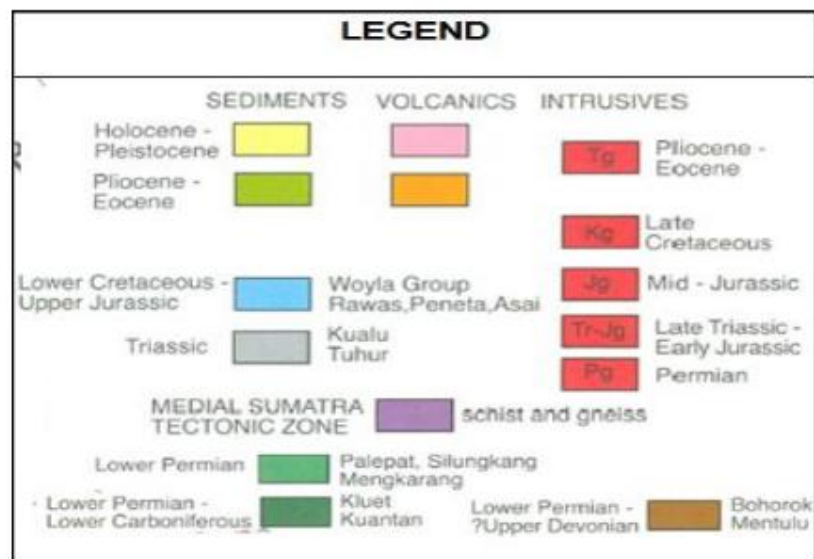 LEGEND
SEDIMENTS VOLCANICS INTRUSIVES
Holocene -
Pleistocene
Tg Pliocene -
Eocene
Pliocene -
Eocene
Kg Late
Cretaceous
Lower Cretaceous -
Upper Jurassic
Woyla Group
Rawas,Peneta,Asai
Jg Mid - Jurassic
Triassic
Kualu
Tuhur
Tr-Jg Late Triassic -
Early Jurassic
Pg Permian
MEDIAL SUMATRA
TECTONIC ZONE
schist and gneiss
Lower Permian
Palepat, Silungkang
Mengkarang
Lower Permian -
Lower Carboniferous
Kluet
Kuantan
Lower Permian -
?Upper Devonian
Bohorok
Mentulu